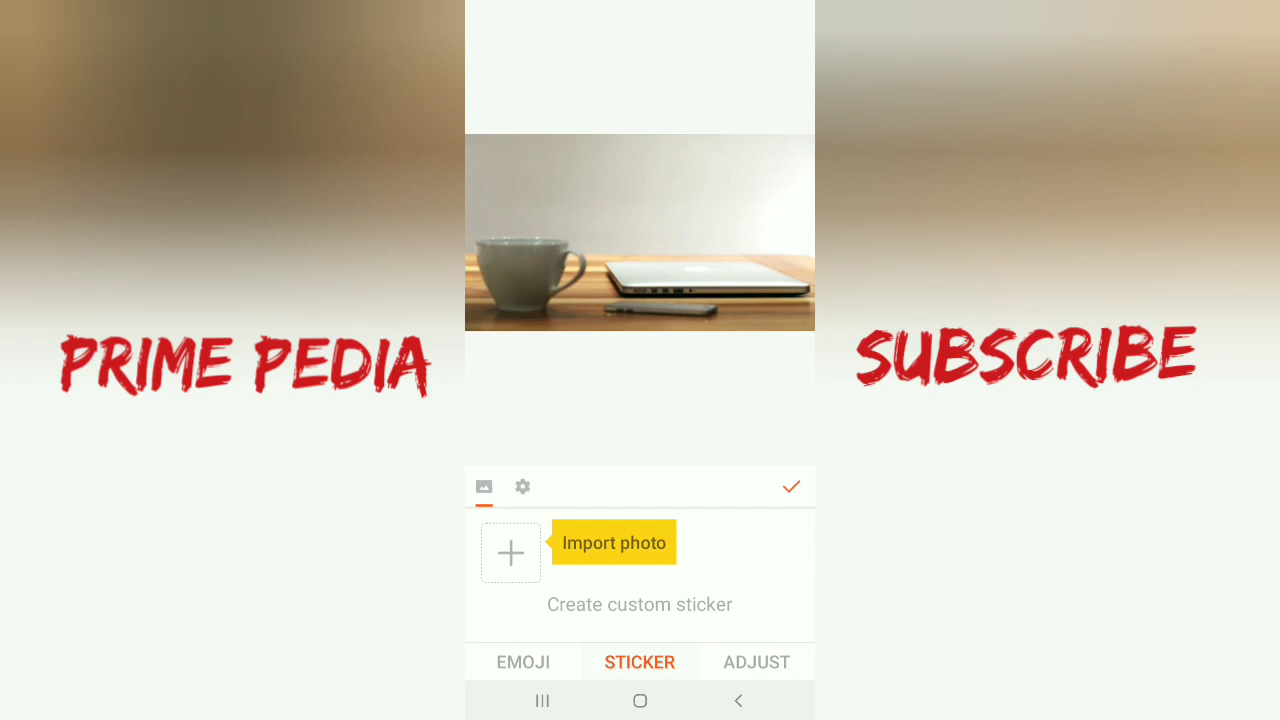 PRIME PEDIA
SUBSCRIBE
Import photo
Create custom sticker
EMOJI
STICKER
ADJUST